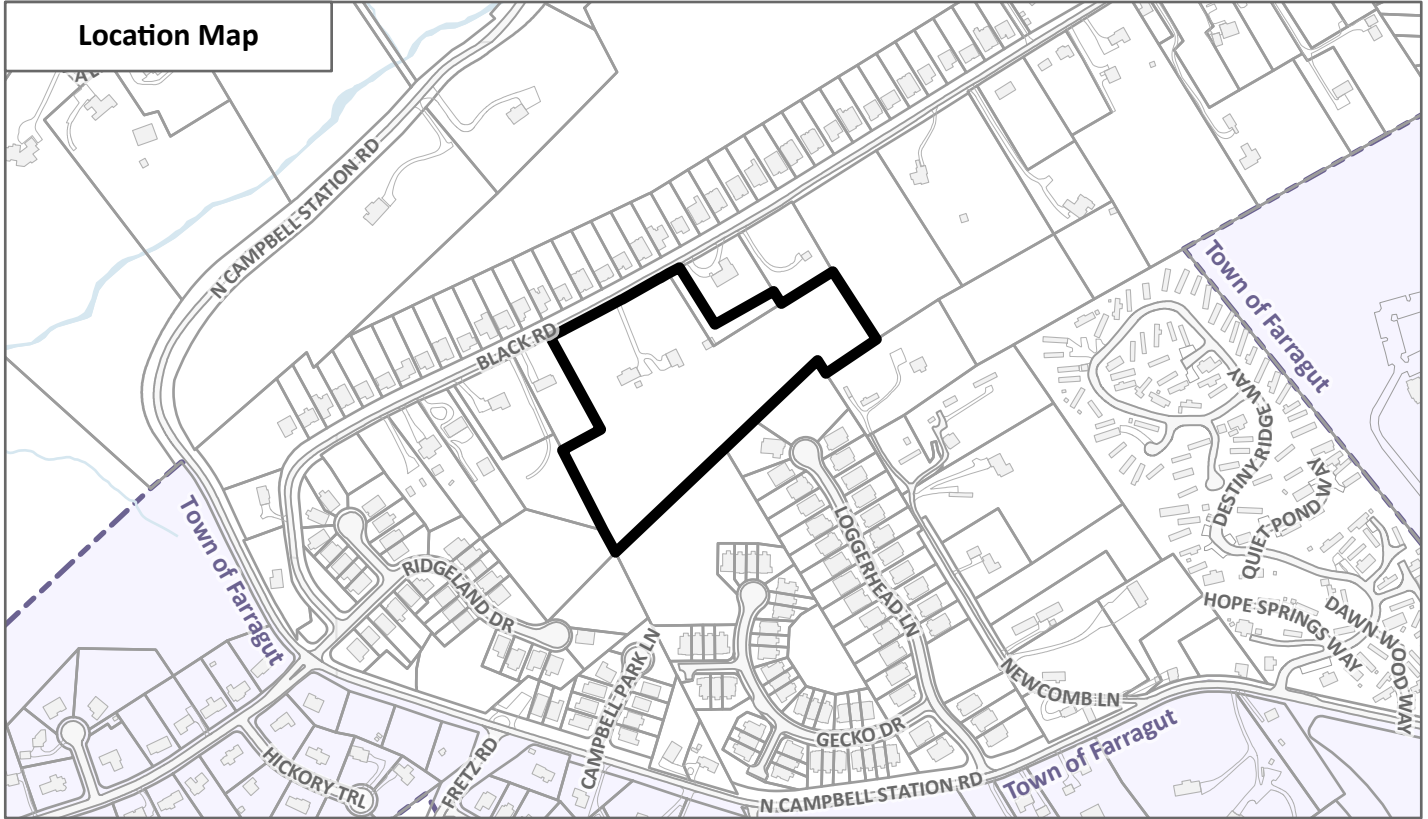 Location Map
N CAMPBELL STATION RD
BLACK RD
Town of Farragut
Town of Farragut
DESTINY RIDGE WAY
QUIET POND WAY
LOGGERHEAD LN
RIDGELAND DR
HOPE SPRINGS WAY
DAWN WOOD WAY
CAMPBELL PARK LN
NEWCOMB LN
GECKO DR
HICKORY TRL
FRETZ RD
N CAMPBELL STATION RD
Town of Farragut